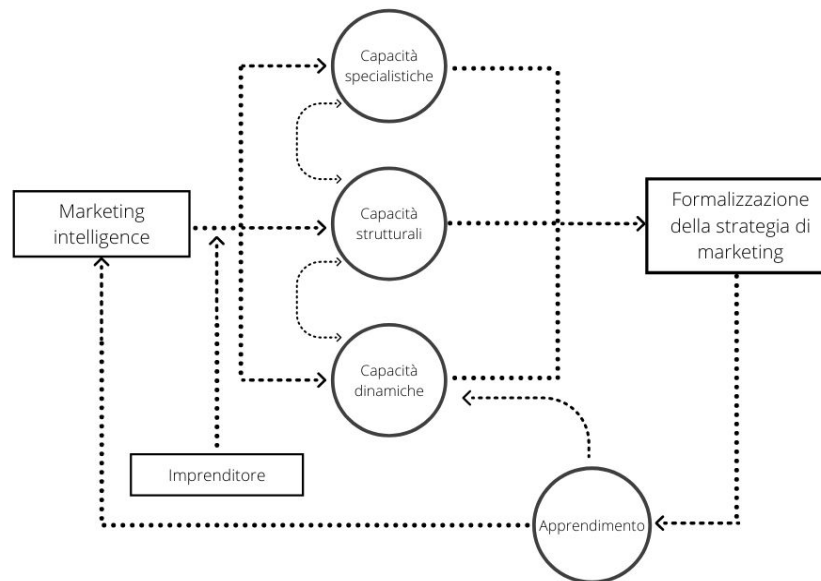 Capacità
specialistiche
Marketing
intelligence
Capacità
strutturali
Formalizzazione
della strategia di
marketing
Capacità
dinamiche
Imprenditore
Apprendimento